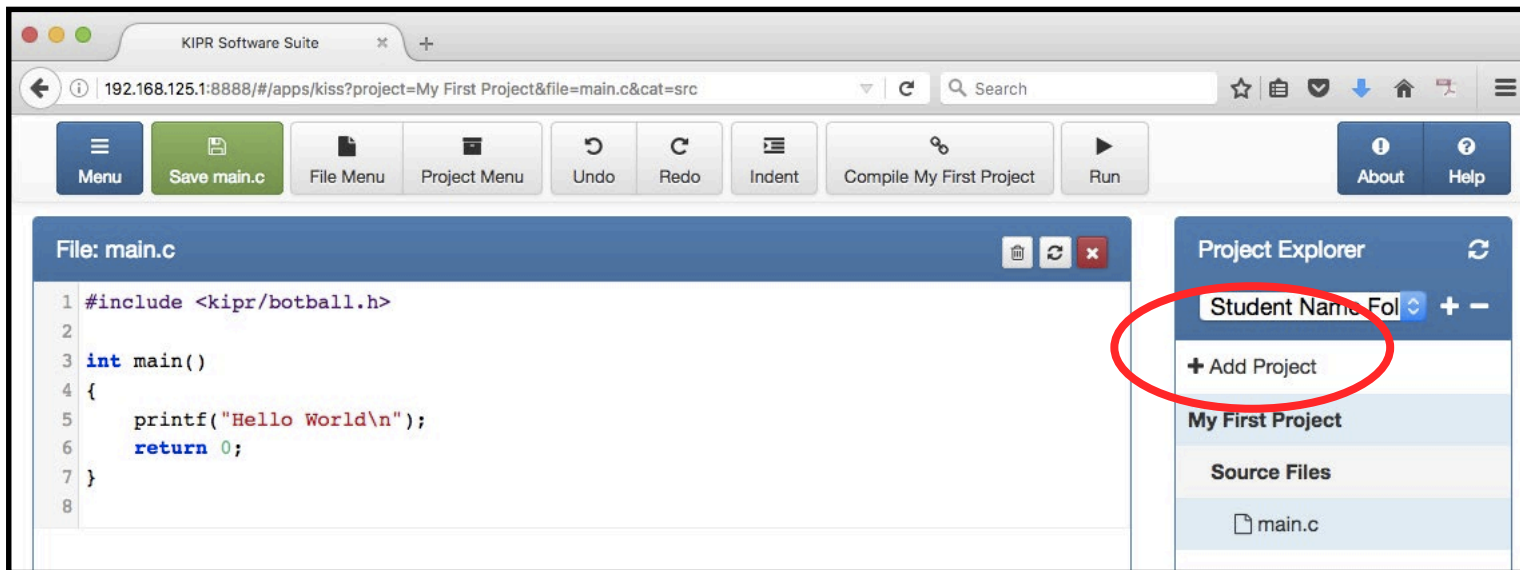 KIPR Software Suite
192.168.125.1:8888/#/apps/kiss?project=My First Project&file=main.c&cat=src
Search
Menu
Save main.c
File Menu
Project Menu
Undo
Redo
Indent
Compile My First Project
Run
About
Help
File: main.c
1 #include <kipr/botball.h>
2
3 int main()
4 {
5     printf("Hello World\n");
6     return 0;
7 }
8
Project Explorer
Student Name Fol
+ Add Project
My First Project
Source Files
main.c